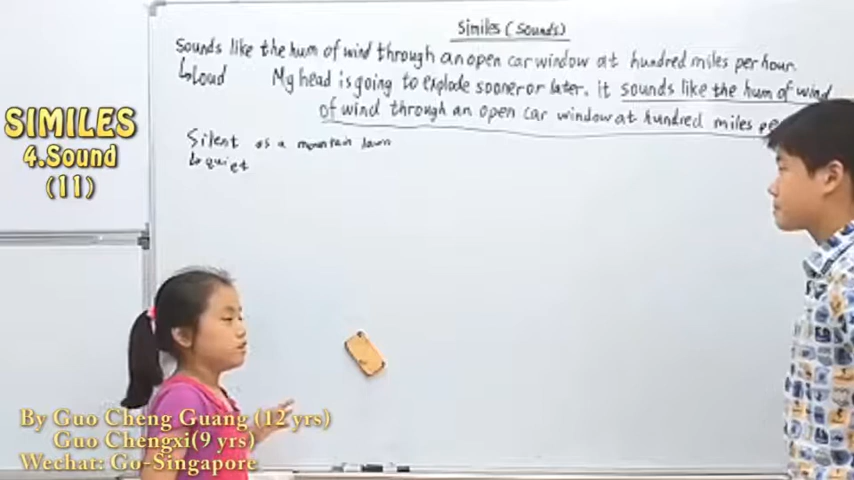 Similes (Sounds)
Sounds like the hum of wind through an open car window at hundred miles per hour.
↳Loud My head is going to explode sooner or later. it sounds like the hum of wind
of wind through an open car window at hundred miles pe
Silent as a mountain lawn
↳quiet
SIMILES
4.Sound
(11)
By Guo Cheng Guang (12 yrs)
Guo Chengxi(9 yrs)
Wechat: Go-Singapore